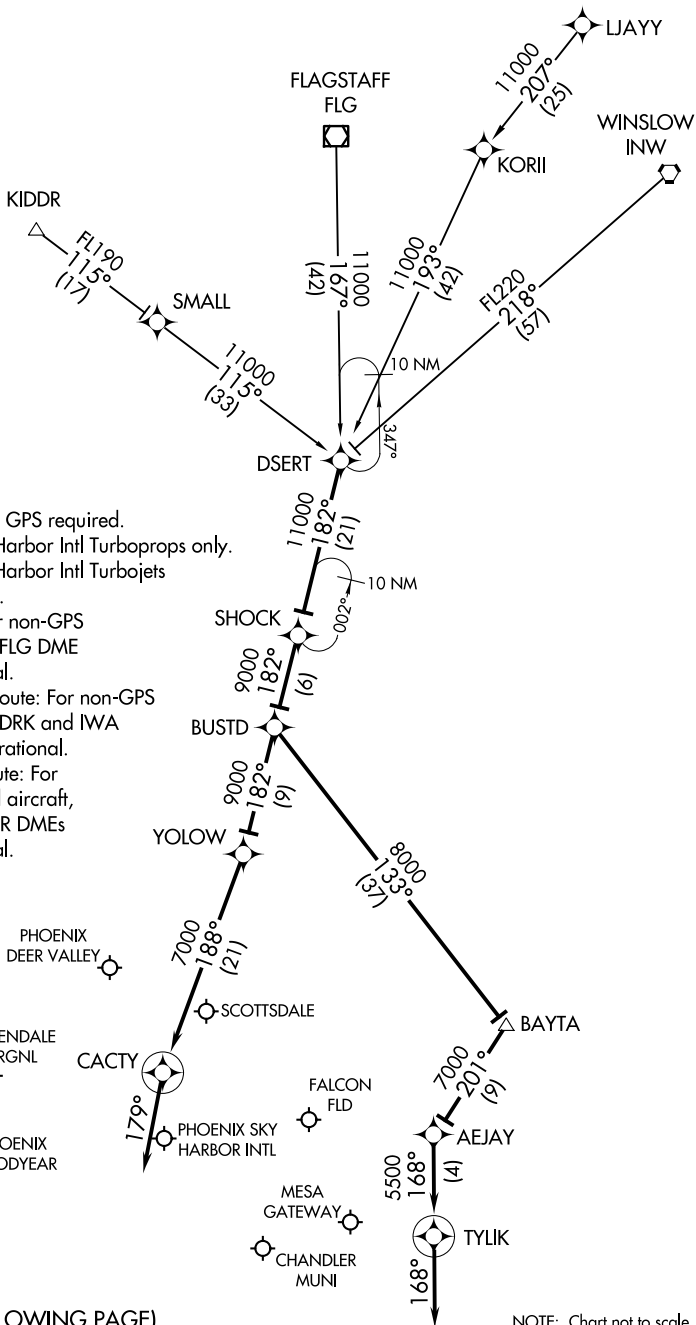 LJAYY
11000
207°
(25)
FLAGSTAFF
FLG
WINSLOW
INW
KORII
KIDDR
FL190
115°
(17)
SMALL
11000
167°
(42)
11000
193°
(42)
FL220
218°
(57)
11000
115°
(33)
10 NM
347°
DSERT
11000
182°
(21)
GPS required.
Harbor Intl Turboprops only.
Harbor Intl Turbojets
.
r non-GPS
FLG DME
al.
oute: For non-GPS
DRK and IWA
rational.
ute: For
l aircraft,
R DMEs
al.
10 NM
002°
SHOCK
9000
182°
(6)
BUSTD
9000
182°
(9)
YOLOW
8000
133°
(37)
7000
188°
(21)
PHOENIX
DEER VALLEY
SCOTTSDALE
BAYTA
ENDALE
RGNL
CACTY
7000
201°
(9)
FALCON
FLD
179°
PHOENIX SKY
HARBOR INTL
AEJAY
OENIX
ODYEAR
5500
168°
(4)
MESA
GATEWAY
TYLIK
CHANDLER
MUNI
168°
OWING PAGE)
NOTE: Chart not to scale